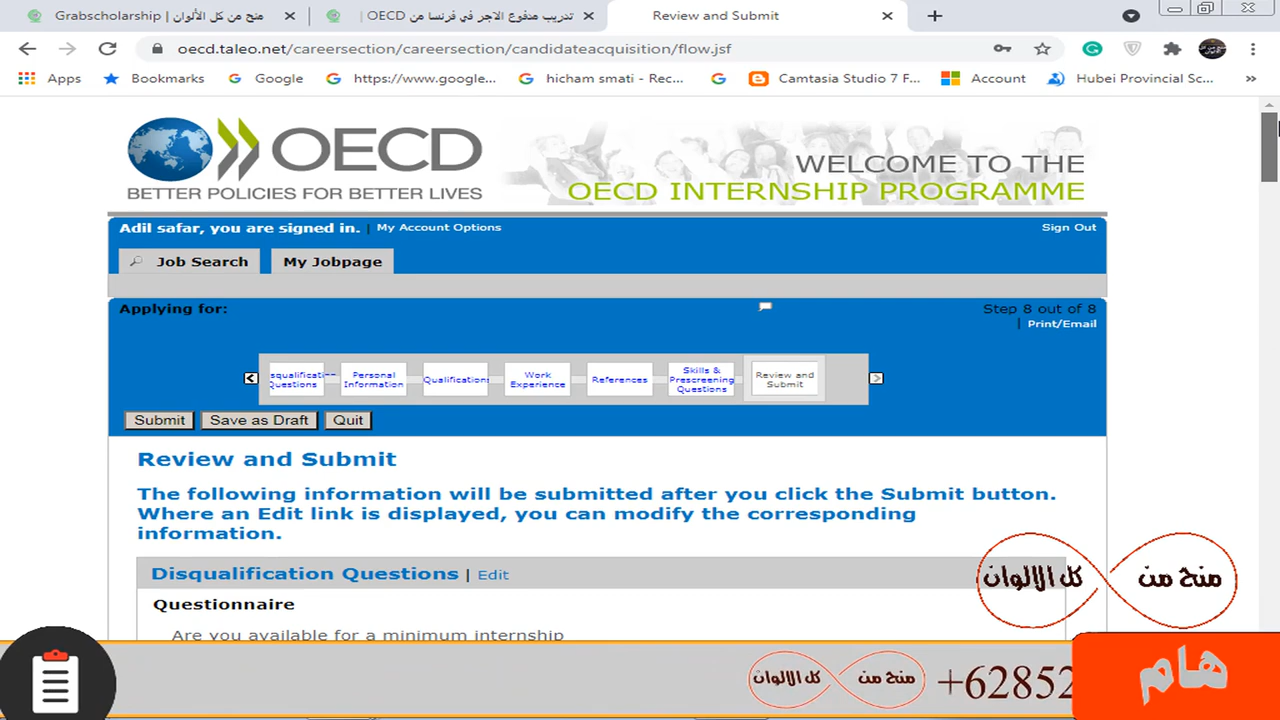 Grabscholarship | منح من كل الألوان
تدريب مدفوع الاجر في فرنسا من OECD |
Review and Submit
oecd.taleo.net/careersection/careersection/candidateacquisition/flow.jsf
Apps
Bookmarks
Google
https://www.google...
hicham smati - Rec...
Camtasia Studio 7 F...
Account
Hubei Provincial Sc...
»
OECD
BETTER POLICIES FOR BETTER LIVES
WELCOME TO THE
OECD INTERNSHIP PROGRAMME
Adil safar, you are signed in. | My Account Options
Sign Out
Job Search
My Jobpage
Applying for:
Step 8 out of 8
| Print/Email
Personal
Information
Qualifications
Work
Experience
References
Skills &
Prescreening
Questions
Review and
Submit
Submit
Save as Draft
Quit
Review and Submit
The following information will be submitted after you click the Submit button.
Where an Edit link is displayed, you can modify the corresponding
information.
Disqualification Questions | Edit
منح من كل الالوان
Questionnaire
Are you available for a minimum internship
منح من كل الالوان
+62852
هام